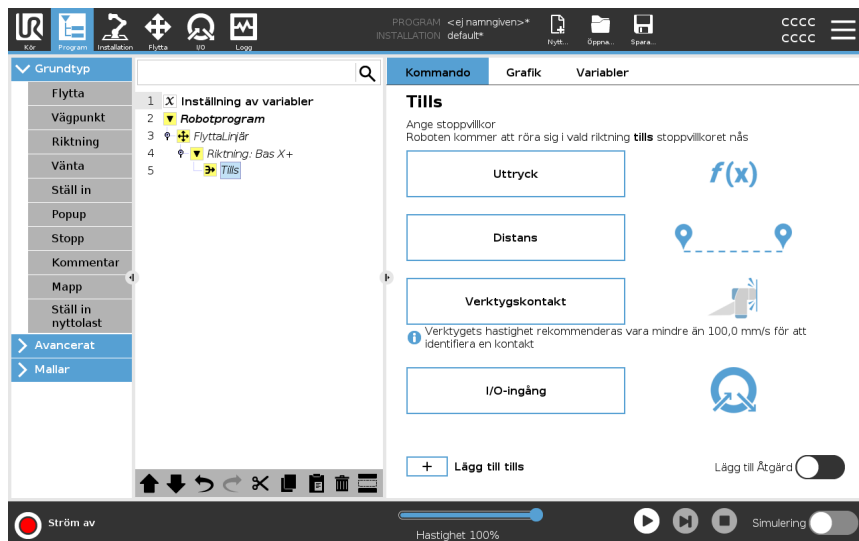 UR
PROGRAM <ej namngiven>*
INSTALLATION default*
CCCC
CCCC
Kör
Program
Installation
Flytta
I/O
Logg
Nytt...
Öppna...
Spara...
Grundtyp
Flytta
Vägpunkt
Riktning
Vänta
Ställ in
Popup
Stopp
Kommentar
Mapp
Ställ in
nyttolast
Avancerat
Mallar
1 X Inställning av variabler
2 Robotprogram
3 FlyttaLinjär
4 Riktning: Bas X+
5 Tills
Kommando
Grafik
Variabler
Tills
Ange stoppvillkor
Roboten kommer att röra sig i vald riktning tills stoppvillkoret nås
Uttryck
f(x)
Distans
Verktygskontakt
Verktygets hastighet rekommenderas vara mindre än 100,0 mm/s för att
identifiera en kontakt
I/O-ingång
+ Lägg till tills
Lägg till Åtgärd
Ström av
Hastighet 100%
Simulering